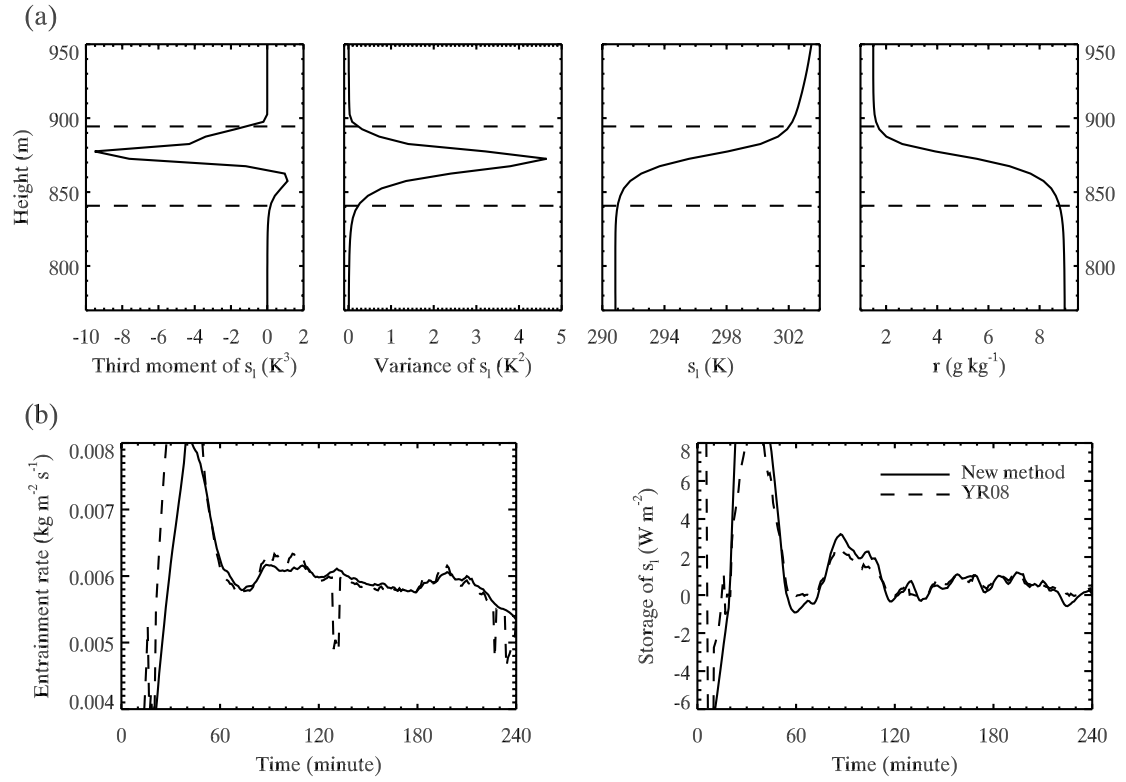 (a)
950
900
850
800
Height (m)
-10 -8 -6 -4 -2 0 2
Third moment of s_l (K^3)
0 1 2 3 4 5
Variance of s_l (K^2)
290 294 298 302
s_l (K)
2 4 6 8
r (g kg^-1)
950
900
850
800
(b)
0.008
0.007
0.006
0.005
0.004
Entrainment rate (kg m^-2 s^-1)
0 60 120 180 240
Time (minute)
8
6
4
2
0
-2
-4
-6
Storage of s_l (W m^-2)
New method
YR08
0 60 120 180 240
Time (minute)